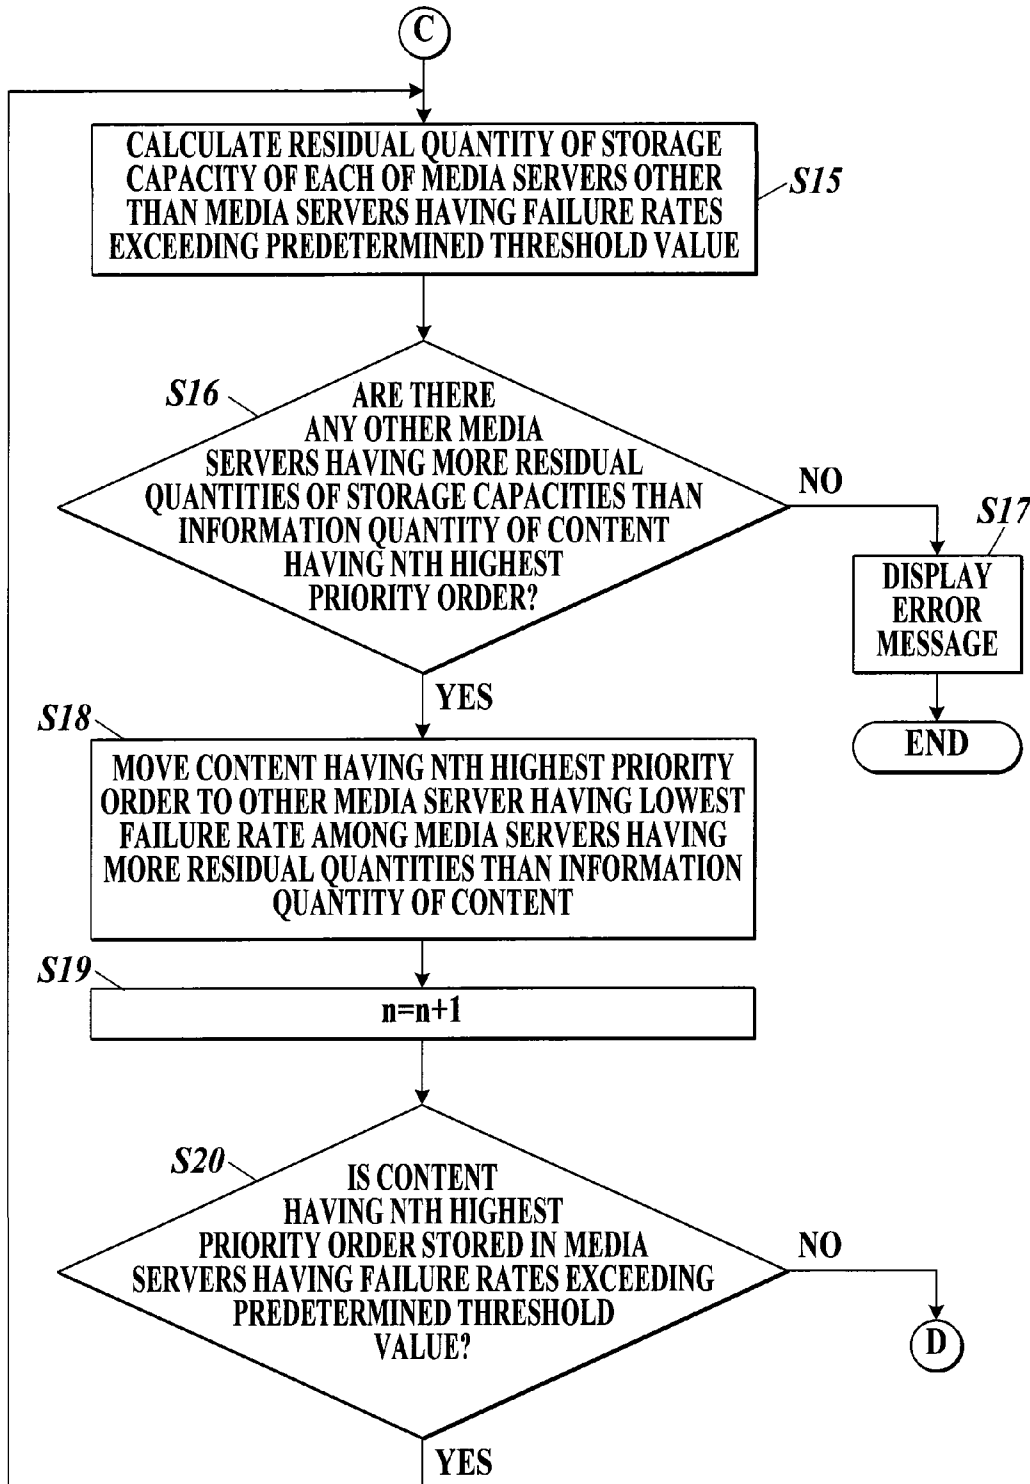 C
CALCULATE RESIDUAL QUANTITY OF STORAGE
CAPACITY OF EACH OF MEDIA SERVERS OTHER
THAN MEDIA SERVERS HAVING FAILURE RATES
EXCEEDING PREDETERMINED THRESHOLD VALUE
S15
S16
ARE THERE
ANY OTHER MEDIA
SERVERS HAVING MORE RESIDUAL
QUANTITIES OF STORAGE CAPACITIES THAN
INFORMATION QUANTITY OF CONTENT
HAVING NTH HIGHEST
PRIORITY ORDER?
NO
S17
DISPLAY
ERROR
MESSAGE
END
YES
S18
MOVE CONTENT HAVING NTH HIGHEST PRIORITY
ORDER TO OTHER MEDIA SERVER HAVING LOWEST
FAILURE RATE AMONG MEDIA SERVERS HAVING
MORE RESIDUAL QUANTITIES THAN INFORMATION
QUANTITY OF CONTENT
S19
n=n+1
S20
IS CONTENT
HAVING NTH HIGHEST
PRIORITY ORDER STORED IN MEDIA
SERVERS HAVING FAILURE RATES EXCEEDING
PREDETERMINED THRESHOLD
VALUE?
NO
D
YES